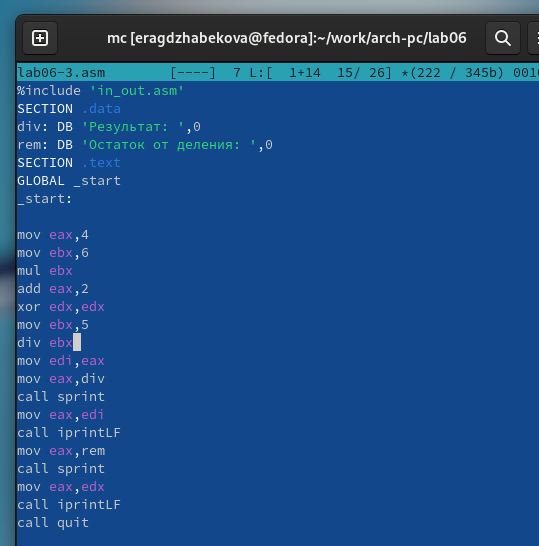 mc [eragdzhabekova@fedora]:~/work/arch-pc/lab06
lab06-3.asm [----] 7 L:[ 1+14 15/ 26] *(222 / 345b) 001
%include 'in_out.asm'
SECTION .data
div: DB 'Результат: ',0
rem: DB 'Остаток от деления: ',0
SECTION .text
GLOBAL _start
_start:
mov eax,4
mov ebx,6
mul ebx
add eax,2
xor edx,edx
mov ebx,5
div ebx
mov edi,eax
mov eax,div
call sprint
mov eax,edi
call iprintLF
mov eax,rem
call sprint
mov eax,edx
call iprintLF
call quit